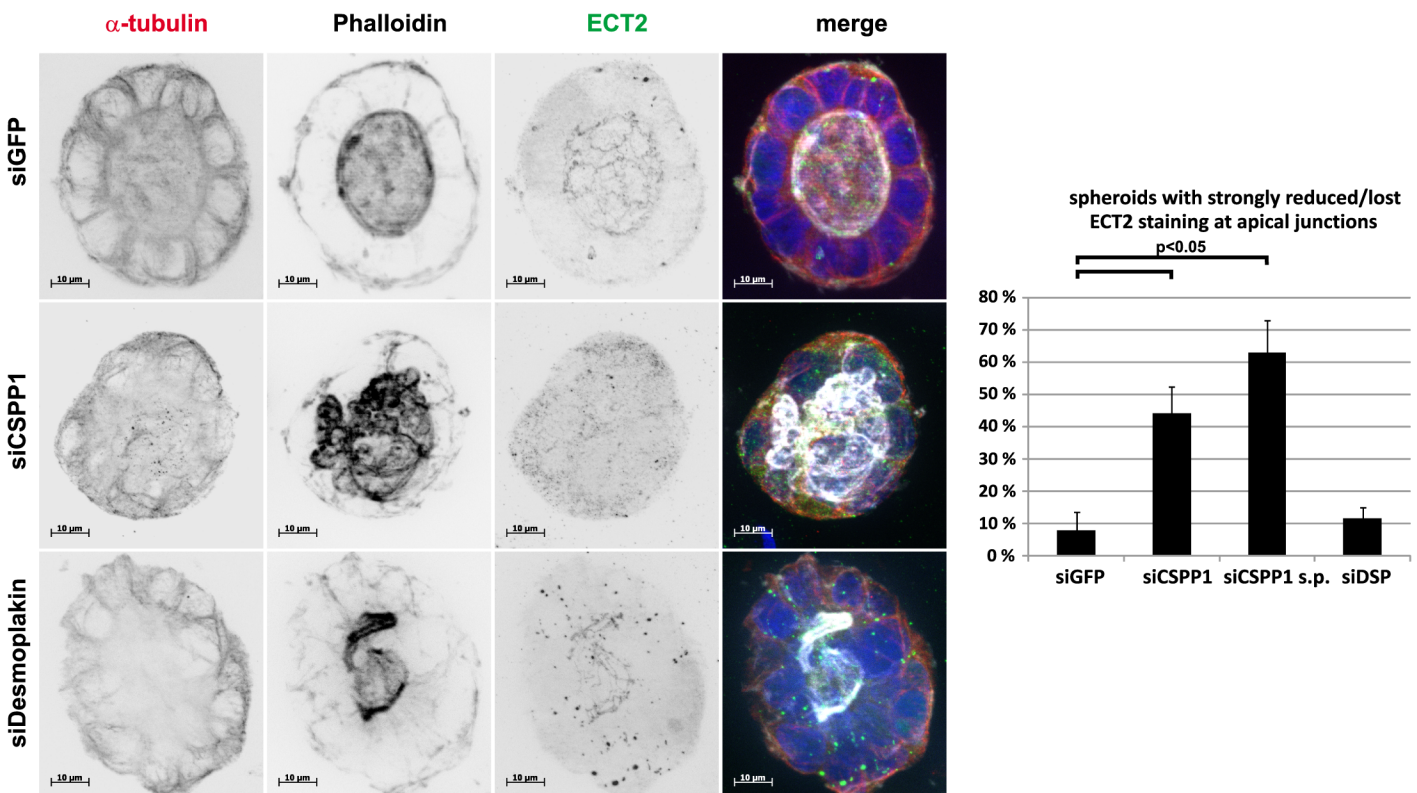 α-tubulin Phalloidin ECT2 merge
siGFP
10 µm 10 µm 10 µm 10 µm
siCSPP1
10 µm 10 µm 10 µm 10 µm
siDesmoplakin
10 µm 10 µm 10 µm 10 µm
spheroids with strongly reduced/lost
ECT2 staining at apical junctions
p<0.05
80 %
70 %
60 %
50 %
40 %
30 %
20 %
10 %
0 %
siGFP siCSPP1 siCSPP1 s.p. siDSP